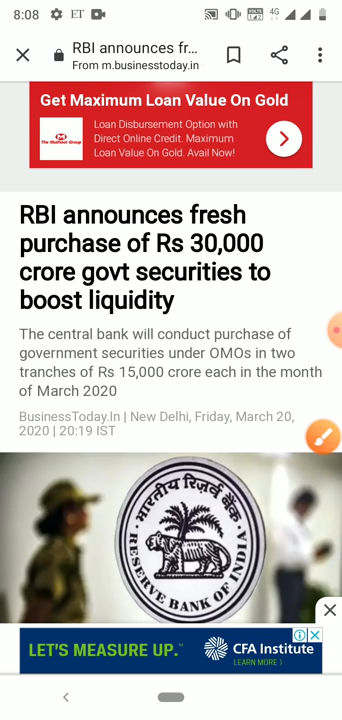 8:08 ET 4G
RBI announces fr...
From m.businesstoday.in
Get Maximum Loan Value On Gold
Loan Disbursement Option with
Direct Online Credit. Maximum
Loan Value On Gold. Avail Now!
The Muthoot Group
RBI announces fresh
purchase of Rs 30,000
crore govt securities to
boost liquidity
The central bank will conduct purchase of
government securities under OMOs in two
tranches of Rs 15,000 crore each in the month
of March 2020
BusinessToday.In | New Delhi, Friday, March 20,
2020 | 20:19 IST
भारतीय रिज़र्व बैंक
RESERVE BANK OF INDIA
LET'S MEASURE UP.™
CFA Institute
LEARN MORE >